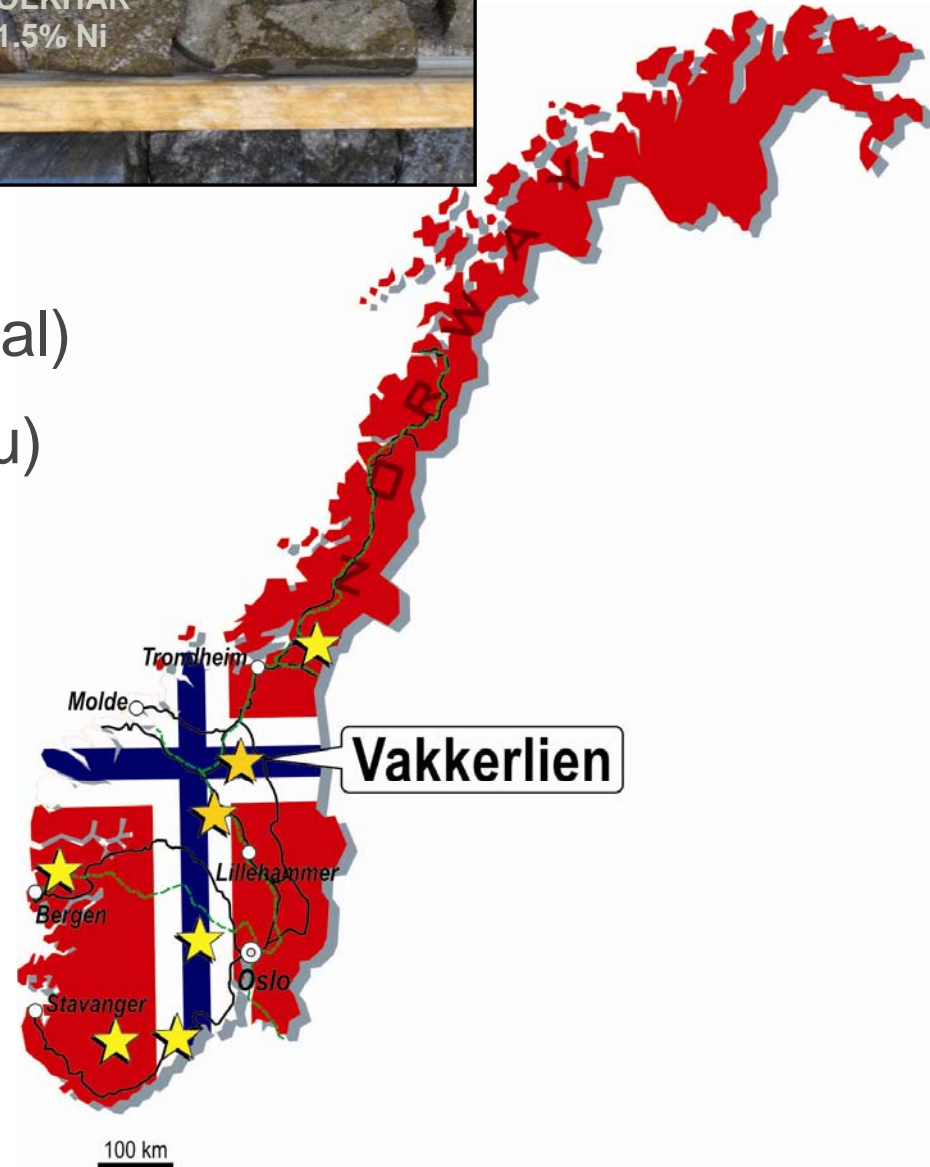 1.5% Ni
al)
u)
NORWAY
Trondheim
Molde
Vakkerlien
Lillehammer
Bergen
Oslo
Stavanger
100 km